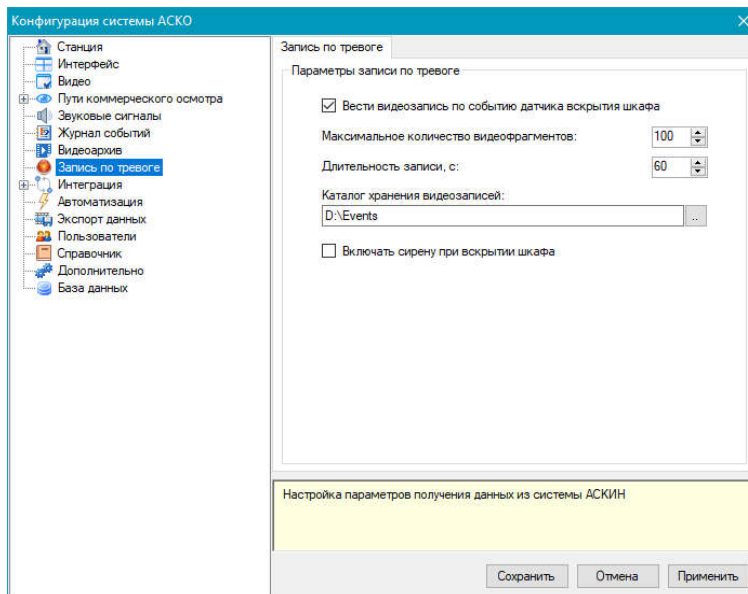 Конфигурация системы АСКО
Станция
Интерфейс
Видео
Пути коммерческого осмотра
Звуковые сигналы
Журнал событий
Видеоархив
Запись по тревоге
Интеграция
Автоматизация
Экспорт данных
Пользователи
Справочник
Дополнительно
База данных
Запись по тревоге
Параметры записи по тревоге
Вести видеозапись по событию датчика вскрытия шкафа
Максимальное количество видеофрагментов: 100
Длительность записи, с: 60
Каталог хранения видеозаписей:
D:\Events ..
Включать сирену при вскрытии шкафа
Настройка параметров получения данных из системы АСКИН
Сохранить Отмена Применить